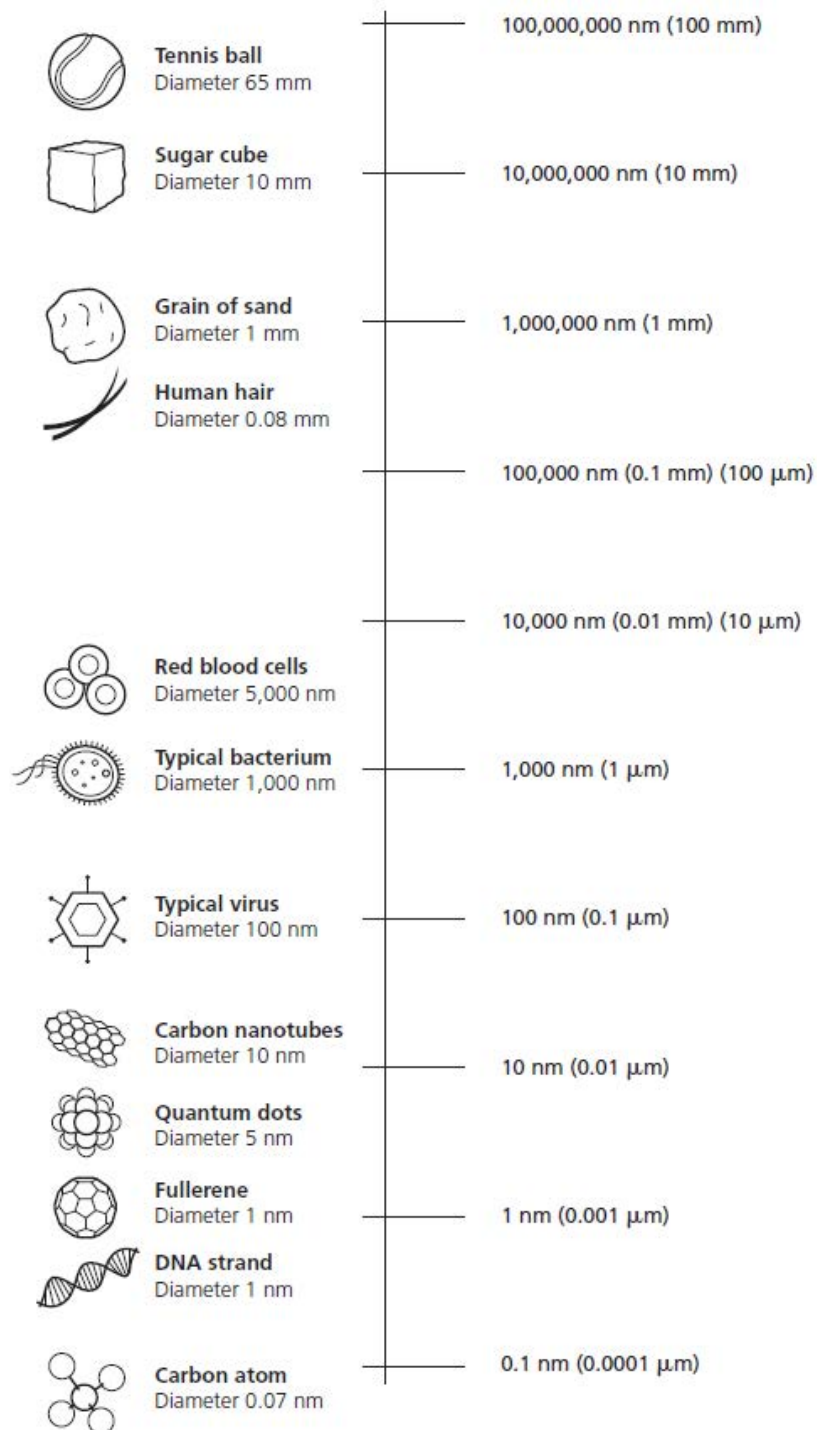 100,000,000 nm (100 mm)
Tennis ball
Diameter 65 mm
Sugar cube
Diameter 10 mm
10,000,000 nm (10 mm)
Grain of sand
Diameter 1 mm
1,000,000 nm (1 mm)
Human hair
Diameter 0.08 mm
100,000 nm (0.1 mm) (100 μm)
10,000 nm (0.01 mm) (10 μm)
Red blood cells
Diameter 5,000 nm
Typical bacterium
Diameter 1,000 nm
1,000 nm (1 μm)
Typical virus
Diameter 100 nm
100 nm (0.1 μm)
Carbon nanotubes
Diameter 10 nm
10 nm (0.01 μm)
Quantum dots
Diameter 5 nm
Fullerene
Diameter 1 nm
1 nm (0.001 μm)
DNA strand
Diameter 1 nm
0.1 nm (0.0001 μm)
Carbon atom
Diameter 0.07 nm